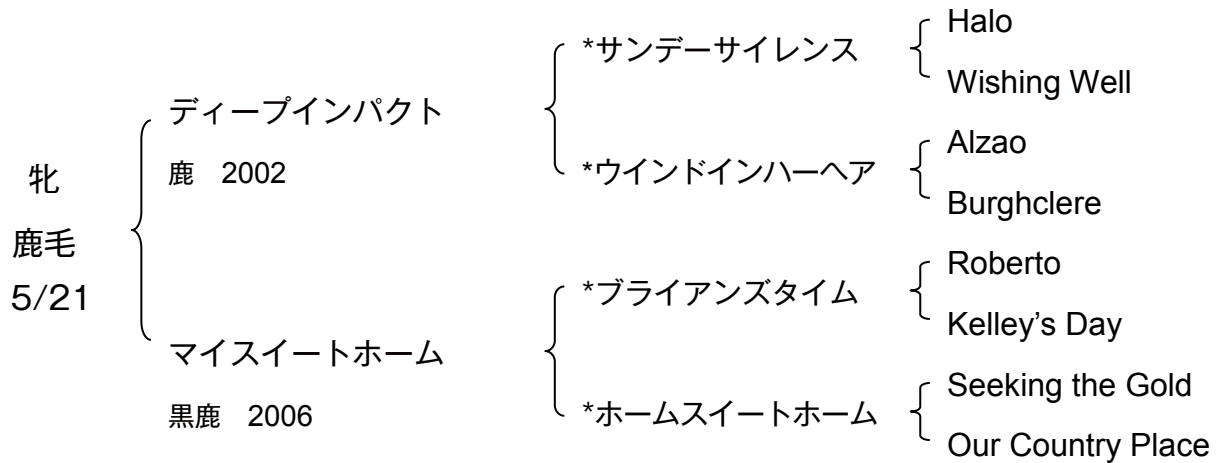 牝
鹿毛
5/21
ディープインパクト
鹿 2002
マイスイートホーム
黒鹿 2006
*サンデーサイレンス
*ウインドインハーヘア
*ブライアンズタイム
*ホームスイートホーム
Halo
Wishing Well
Alzao
Burghclere
Roberto
Kelley's Day
Seeking the Gold
Our Country Place